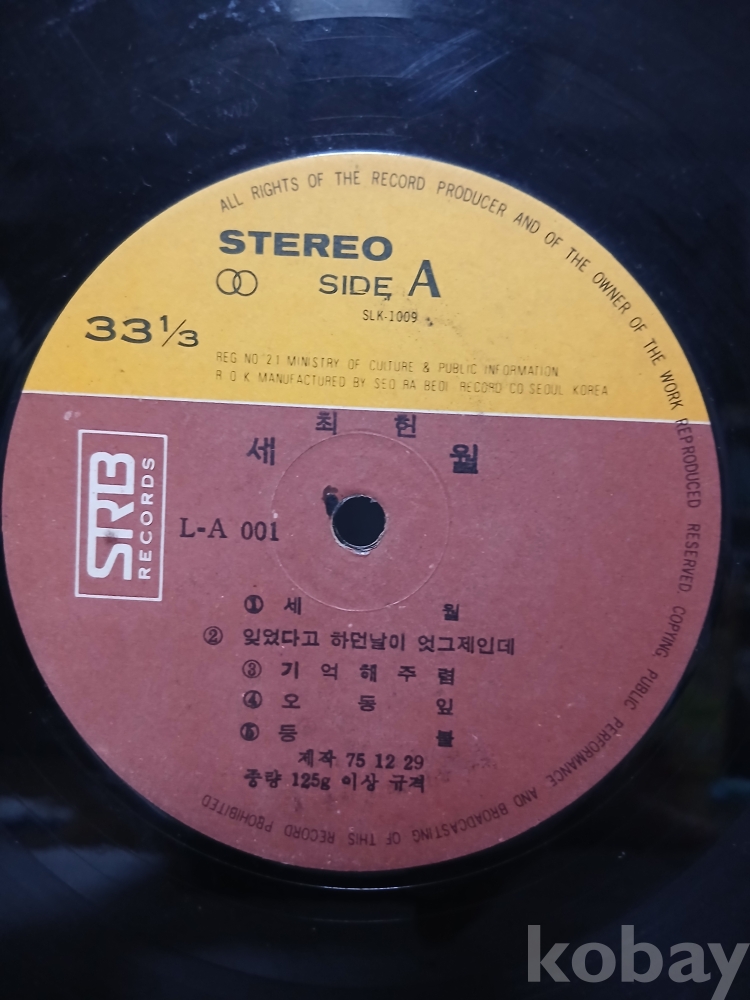 ALL RIGHTS OF THE RECORD PRODUCER AND OF THE OWNER OF THE WORK REPRODUCED RESERVED. COPYING, PUBLIC PERFORMANCE AND BROADCASTING OF THIS RECORD PROHIBITED
STEREO
SIDE A
SLK-1009
33⅓
REG NO 21 MINISTRY OF CULTURE & PUBLIC INFORMATION
R O K MANUFACTURED BY SEO RA BEOL RECORD CO SEOUL KOREA
최 헌
세 월
SRB RECORDS
L-A 001
① 세 월
② 잊었다고 하던날이 엇그제인데
③ 기 억 해 주 렴
④ 오 동 잎
⑤ 등 불
제작 75 12 29
중량 125g 이상 규격
kobay